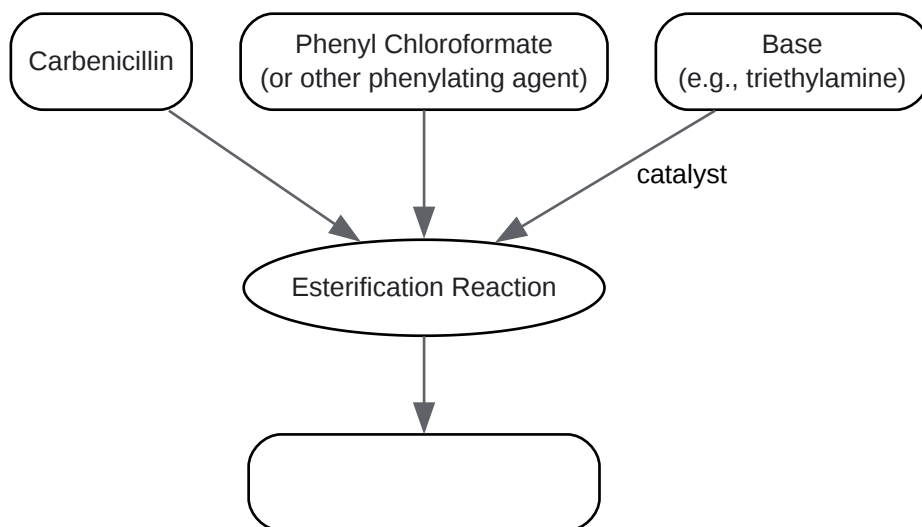 Carbenicillin
Phenyl Chloroformate
(or other phenylating agent)
Base
(e.g., triethylamine)
catalyst
Esterification Reaction